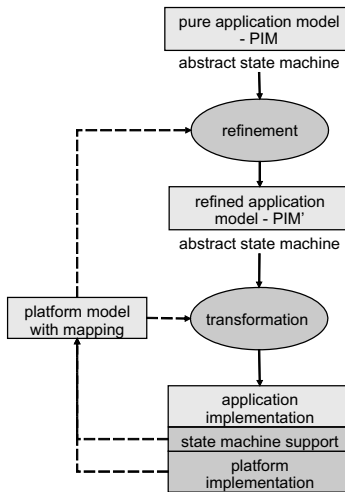 pure application model
- PIM
abstract state machine
refinement
refined application
model - PIM'
abstract state machine
platform model
with mapping
transformation
application
implementation
state machine support
platform
implementation